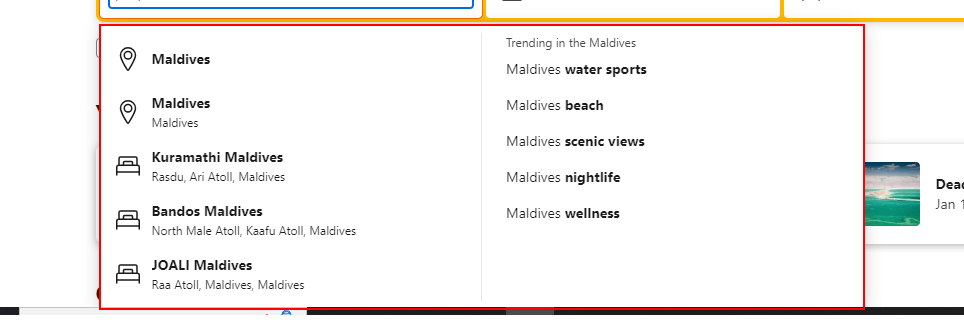 Maldives
Maldives
Maldives
Kuramathi Maldives
Rasdu, Ari Atoll, Maldives
Bandos Maldives
North Male Atoll, Kaafu Atoll, Maldives
JOALI Maldives
Raa Atoll, Maldives, Maldives
Trending in the Maldives
Maldives water sports
Maldives beach
Maldives scenic views
Maldives nightlife
Maldives wellness
Dead
Jan 1